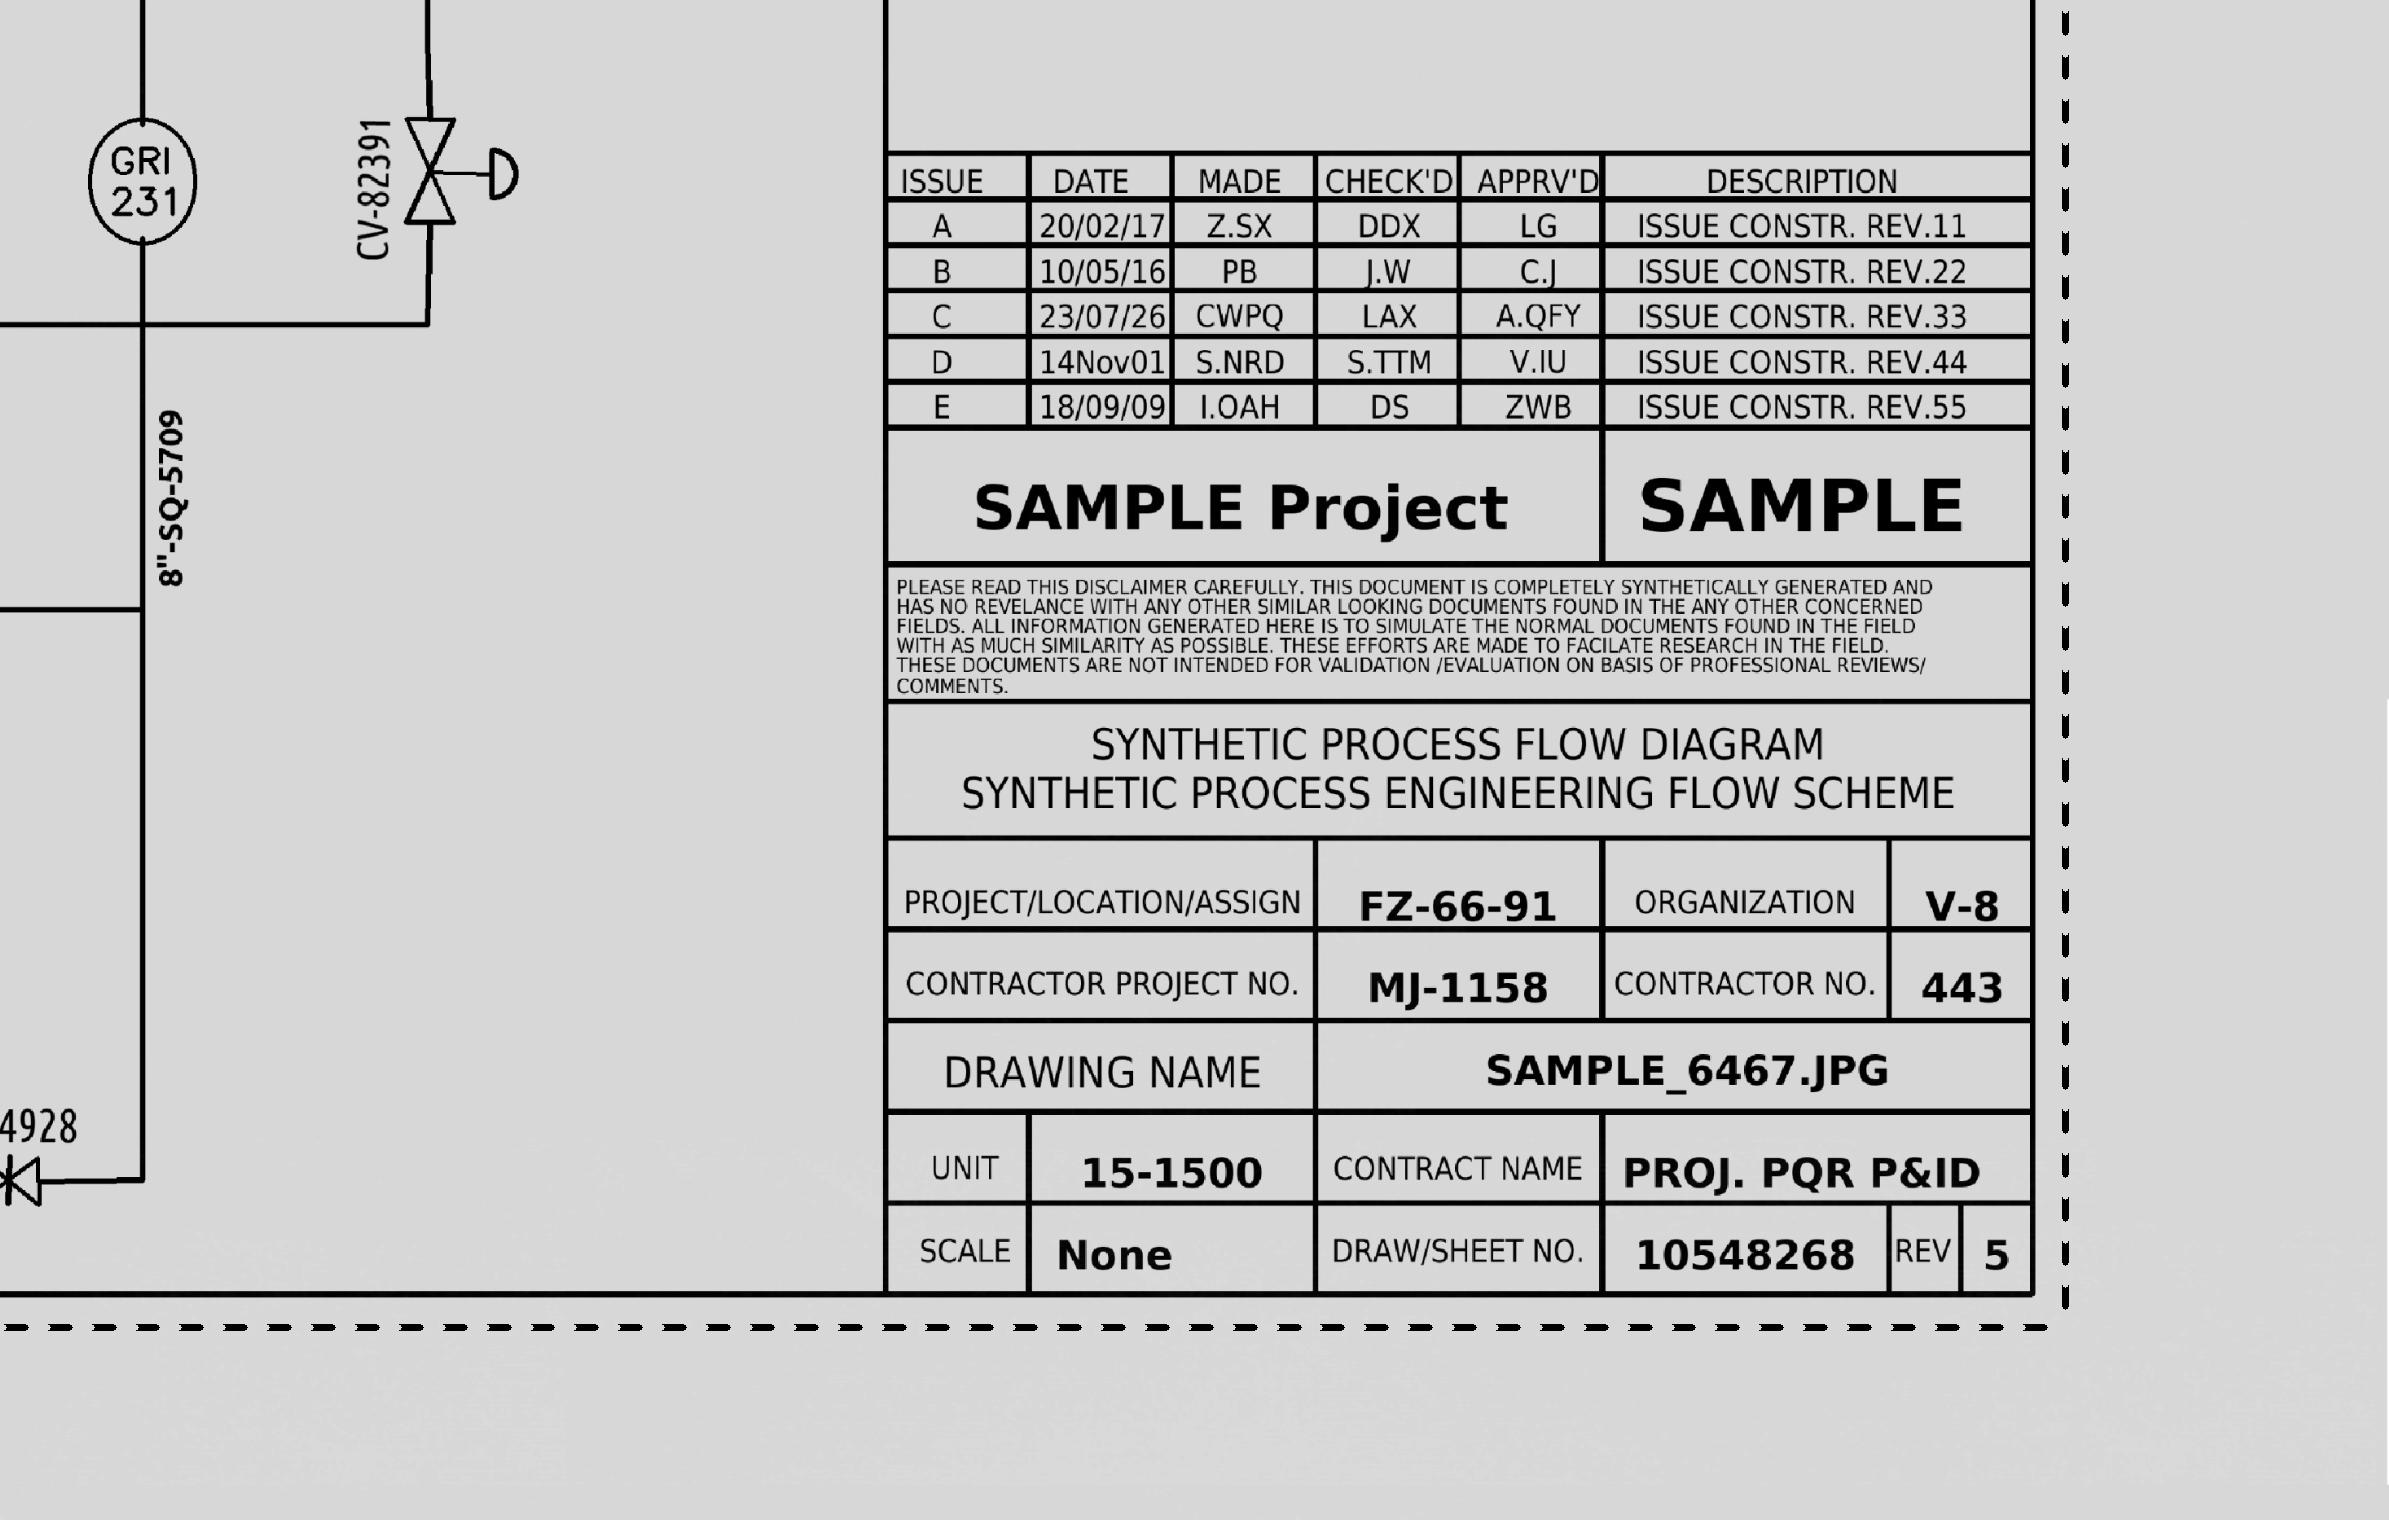 GRI
231
CV-82391
8"-SQ-5709
4928
ISSUE DATE MADE CHECK'D APPRV'D DESCRIPTION
A 20/02/17 Z.SX DDX LG ISSUE CONSTR. REV.11
B 10/05/16 PB J.W C.J ISSUE CONSTR. REV.22
C 23/07/26 CWPQ LAX A.QFY ISSUE CONSTR. REV.33
D 14Nov01 S.NRD S.TTM V.IU ISSUE CONSTR. REV.44
E 18/09/09 I.OAH DS ZWB ISSUE CONSTR. REV.55
SAMPLE Project SAMPLE
PLEASE READ THIS DISCLAIMER CAREFULLY. THIS DOCUMENT IS COMPLETELY SYNTHETICALLY GENERATED AND
HAS NO REVELANCE WITH ANY OTHER SIMILAR LOOKING DOCUMENTS FOUND IN THE ANY OTHER CONCERNED
FIELDS. ALL INFORMATION GENERATED HERE IS TO SIMULATE THE NORMAL DOCUMENTS FOUND IN THE FIELD
WITH AS MUCH SIMILARITY AS POSSIBLE. THESE EFFORTS ARE MADE TO FACILATE RESEARCH IN THE FIELD.
THESE DOCUMENTS ARE NOT INTENDED FOR VALIDATION /EVALUATION ON BASIS OF PROFESSIONAL REVIEWS/
COMMENTS.
SYNTHETIC PROCESS FLOW DIAGRAM
SYNTHETIC PROCESS ENGINEERING FLOW SCHEME
PROJECT/LOCATION/ASSIGN FZ-66-91 ORGANIZATION V-8
CONTRACTOR PROJECT NO. MJ-1158 CONTRACTOR NO. 443
DRAWING NAME SAMPLE_6467.JPG
UNIT 15-1500 CONTRACT NAME PROJ. PQR P&ID
SCALE None DRAW/SHEET NO. 10548268 REV 5